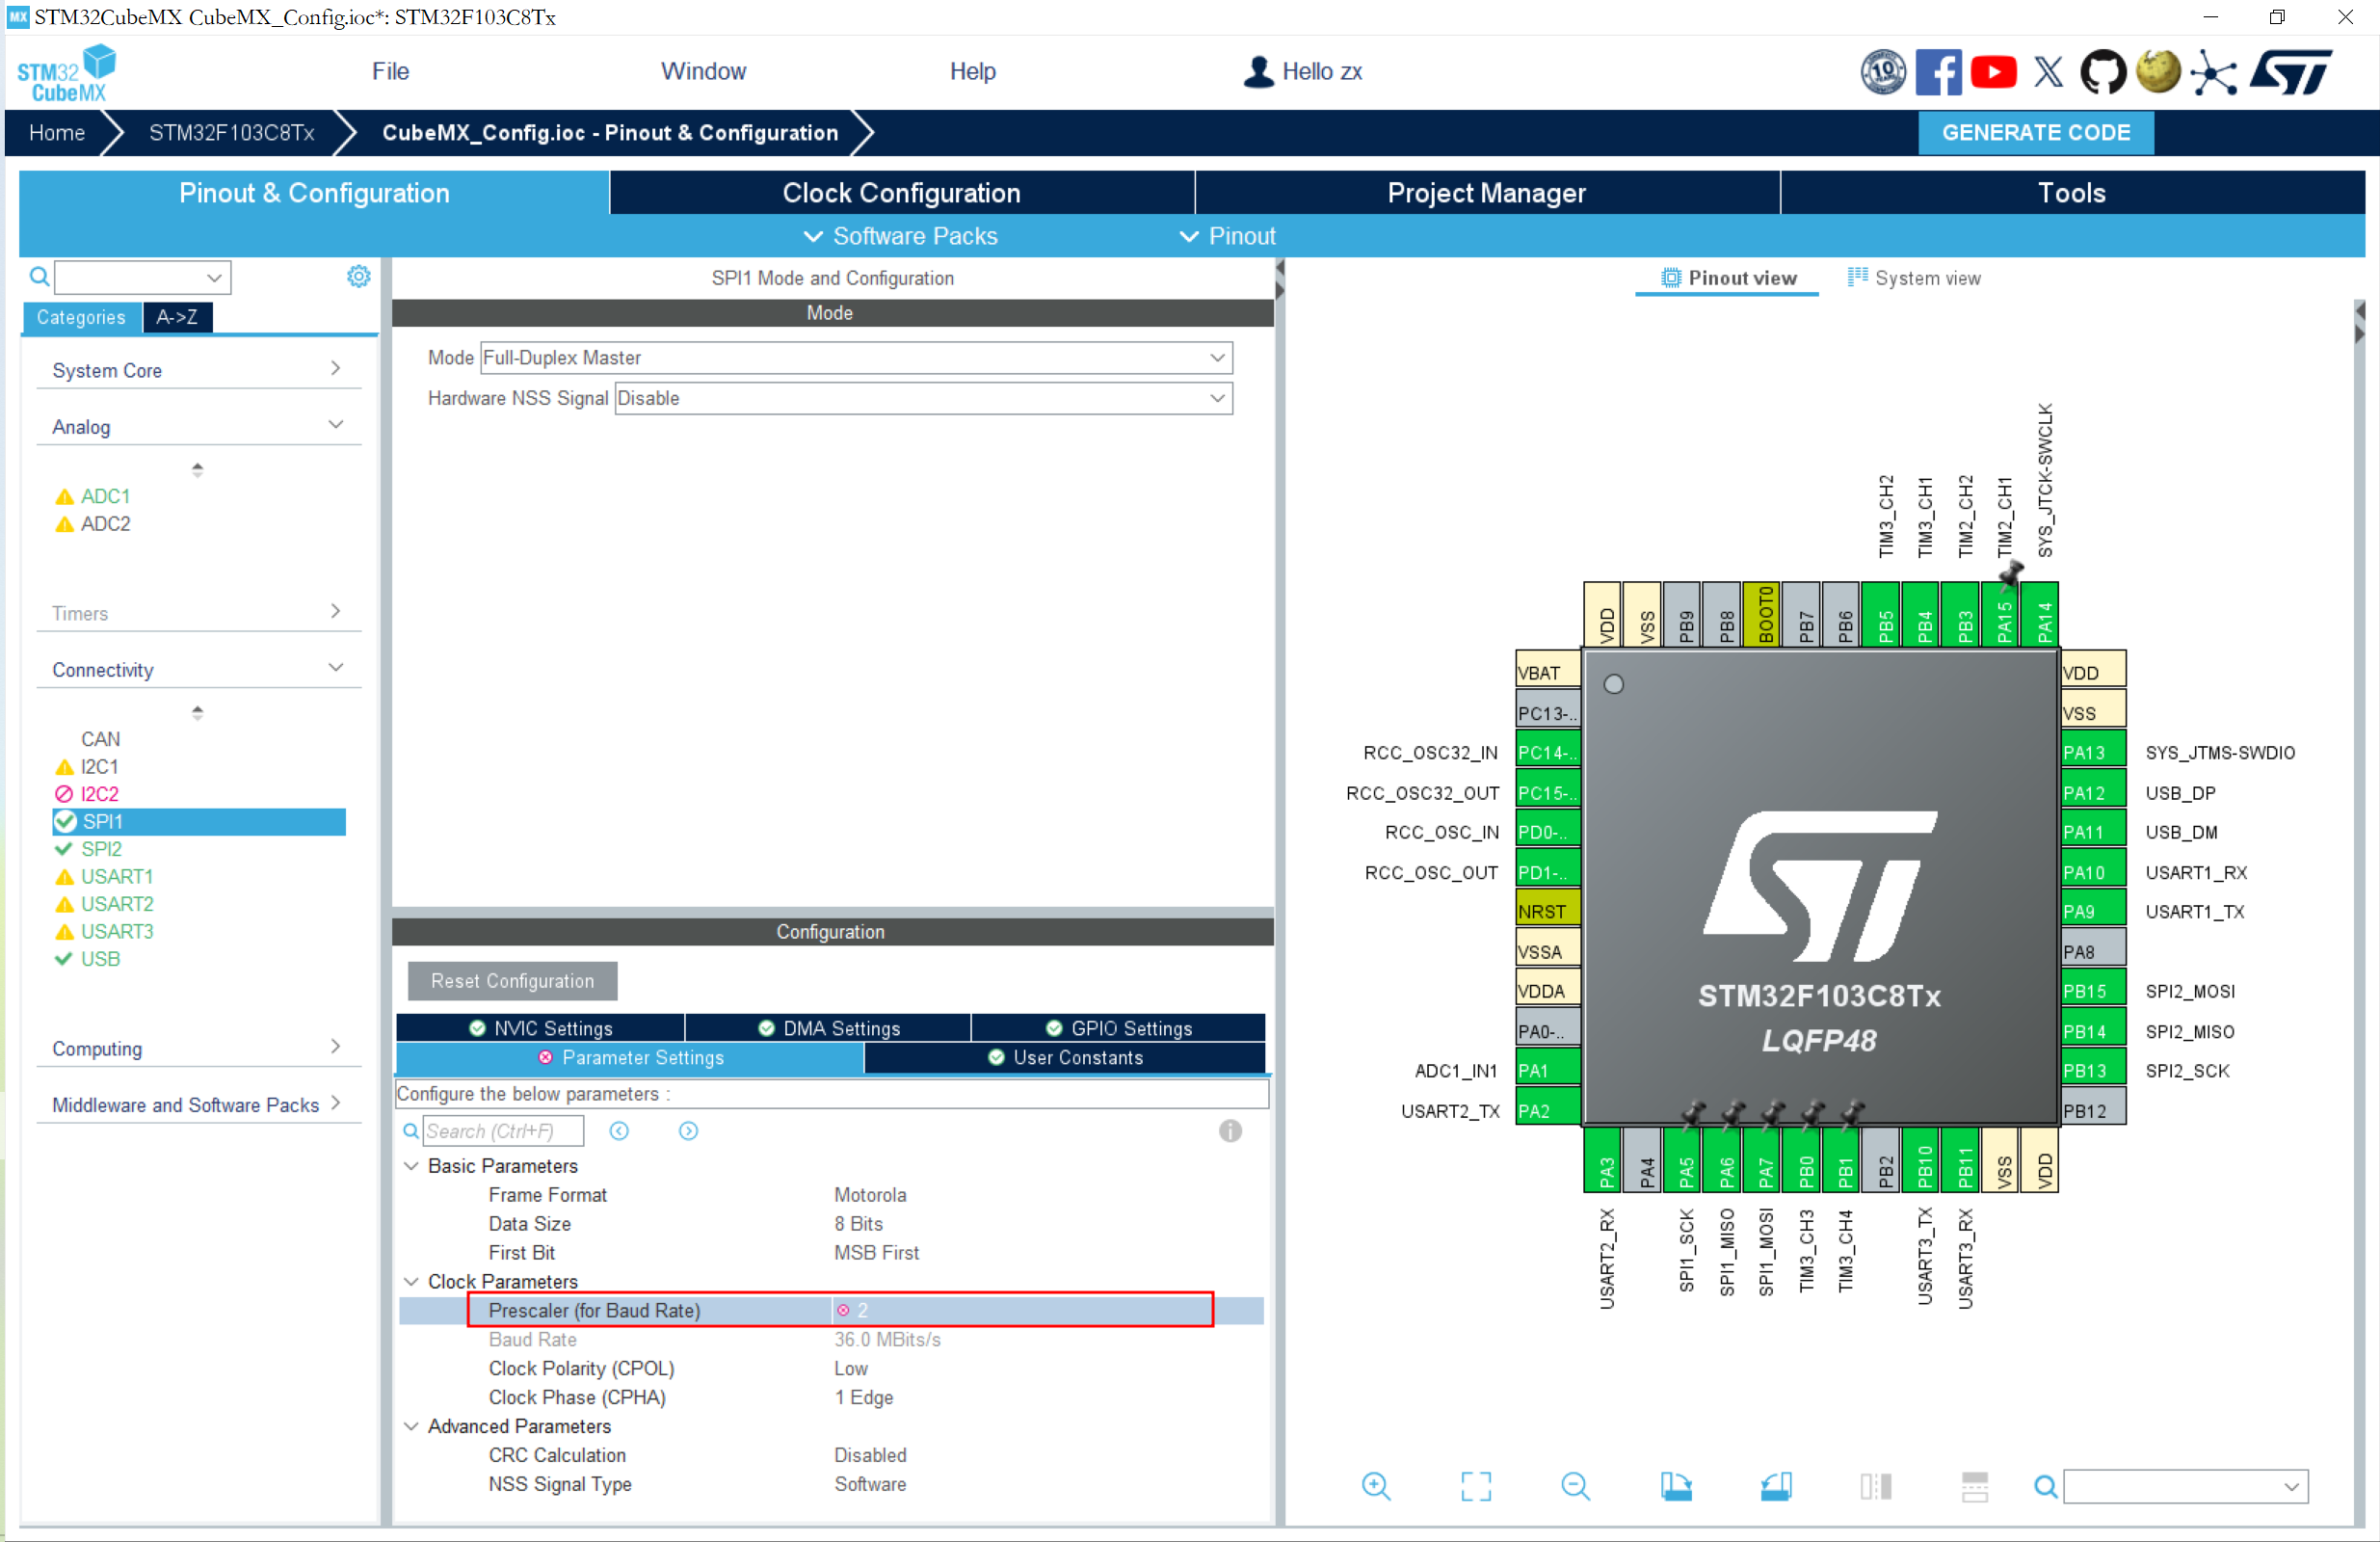 MX STM32CubeMX CubeMX_Config.ioc*: STM32F103C8Tx
STM32 CubeMX
File Window Help Hello zx
Home STM32F103C8Tx CubeMX_Config.ioc - Pinout & Configuration GENERATE CODE
Pinout & Configuration Clock Configuration Project Manager Tools
Software Packs Pinout
Categories A->Z
System Core
Analog
ADC1
ADC2
Timers
Connectivity
CAN
I2C1
I2C2
SPI1
SPI2
USART1
USART2
USART3
USB
Computing
Middleware and Software Packs
SPI1 Mode and Configuration
Mode
Mode Full-Duplex Master
Hardware NSS Signal Disable
Configuration
Reset Configuration
NVIC Settings DMA Settings GPIO Settings
Parameter Settings User Constants
Configure the below parameters :
Search (Ctrl+F)
Basic Parameters
Frame Format Motorola
Data Size 8 Bits
First Bit MSB First
Clock Parameters
Prescaler (for Baud Rate) 2
Baud Rate 36.0 MBits/s
Clock Polarity (CPOL) Low
Clock Phase (CPHA) 1 Edge
Advanced Parameters
CRC Calculation Disabled
NSS Signal Type Software
Pinout view System view
TIM3_CH2 TIM3_CH1 TIM2_CH2 TIM2_CH1 SYS_JTCK-SWCLK
VDD VSS PB9 PB8 BOOT0 PB7 PB6 PB5 PB4 PB3 PA15 PA14
VBAT VDD
PC13-.. VSS
RCC_OSC32_IN PC14-.. PA13 SYS_JTMS-SWDIO
RCC_OSC32_OUT PC15-.. PA12 USB_DP
RCC_OSC_IN PD0-.. PA11 USB_DM
RCC_OSC_OUT PD1-.. PA10 USART1_RX
NRST PA9 USART1_TX
VSSA PA8
VDDA PB15 SPI2_MOSI
PA0-.. PB14 SPI2_MISO
ADC1_IN1 PA1 PB13 SPI2_SCK
USART2_TX PA2 PB12
STM32F103C8Tx
LQFP48
PA3 PA4 PA5 PA6 PA7 PB0 PB1 PB2 PB10 PB11 VSS VDD
USART2_RX SPI1_SCK SPI1_MISO SPI1_MOSI TIM3_CH3 TIM3_CH4 USART3_TX USART3_RX